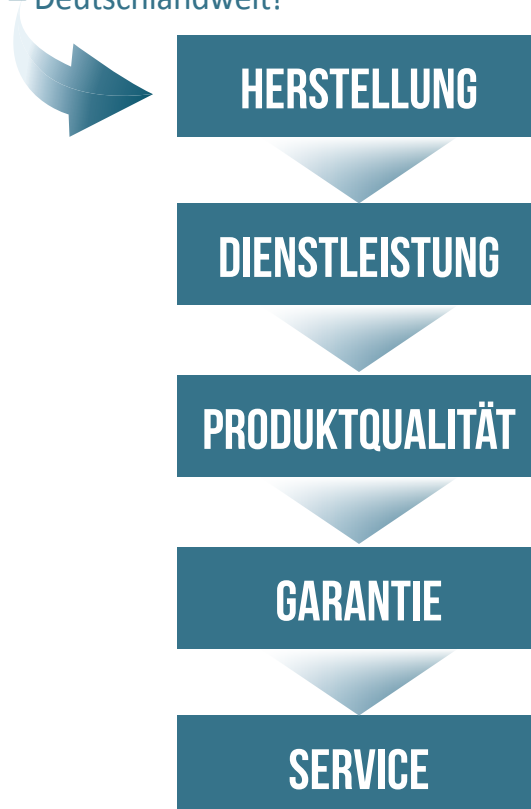 – Deutschlandweit!
HERSTELLUNG
DIENSTLEISTUNG
PRODUKTQUALITÄT
GARANTIE
SERVICE